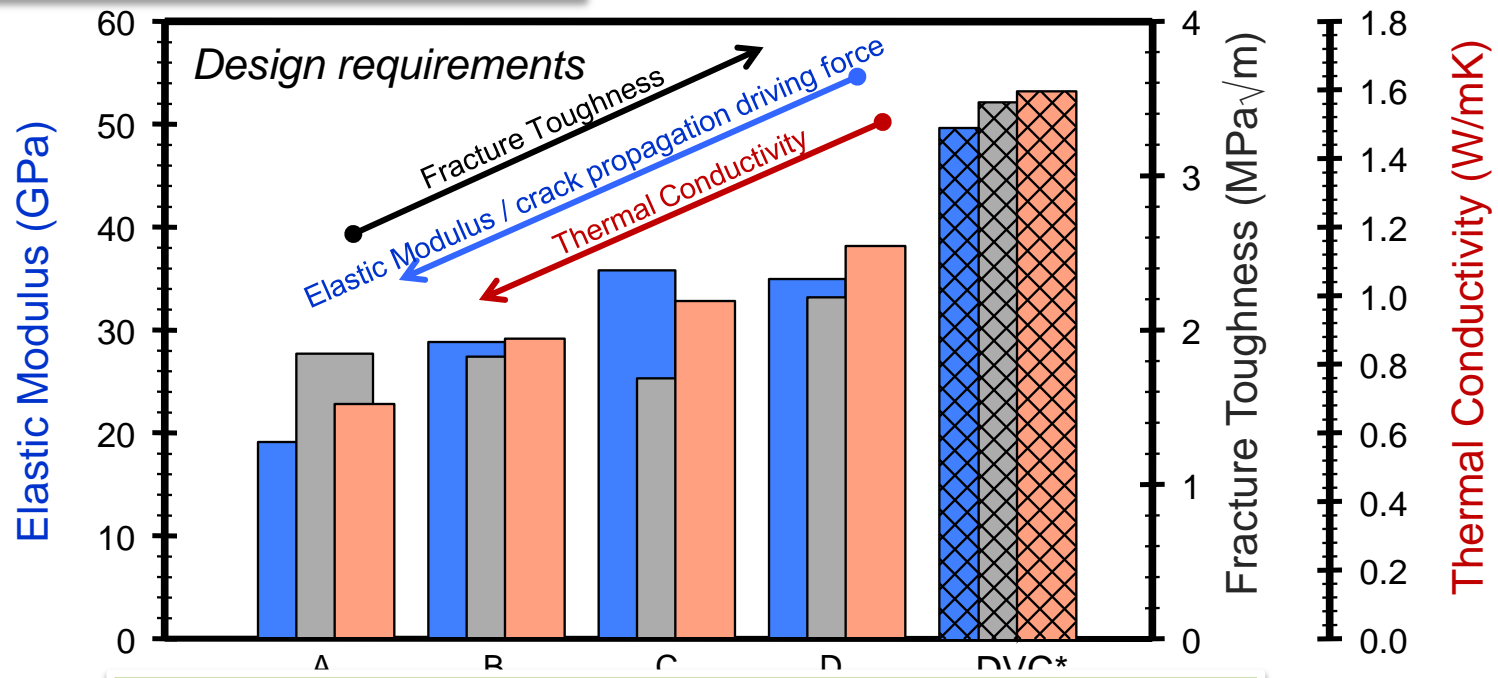 Design requirements
Fracture Toughness
Elastic Modulus / crack propagation driving force
Thermal Conductivity
Elastic Modulus (GPa)
60
50
40
30
20
10
0
A B C D DVC*
4
3
2
1
0
Fracture Toughness (MPa√m)
1.8
1.6
1.4
1.2
1.0
0.8
0.6
0.4
0.2
0.0
Thermal Conductivity (W/mK)